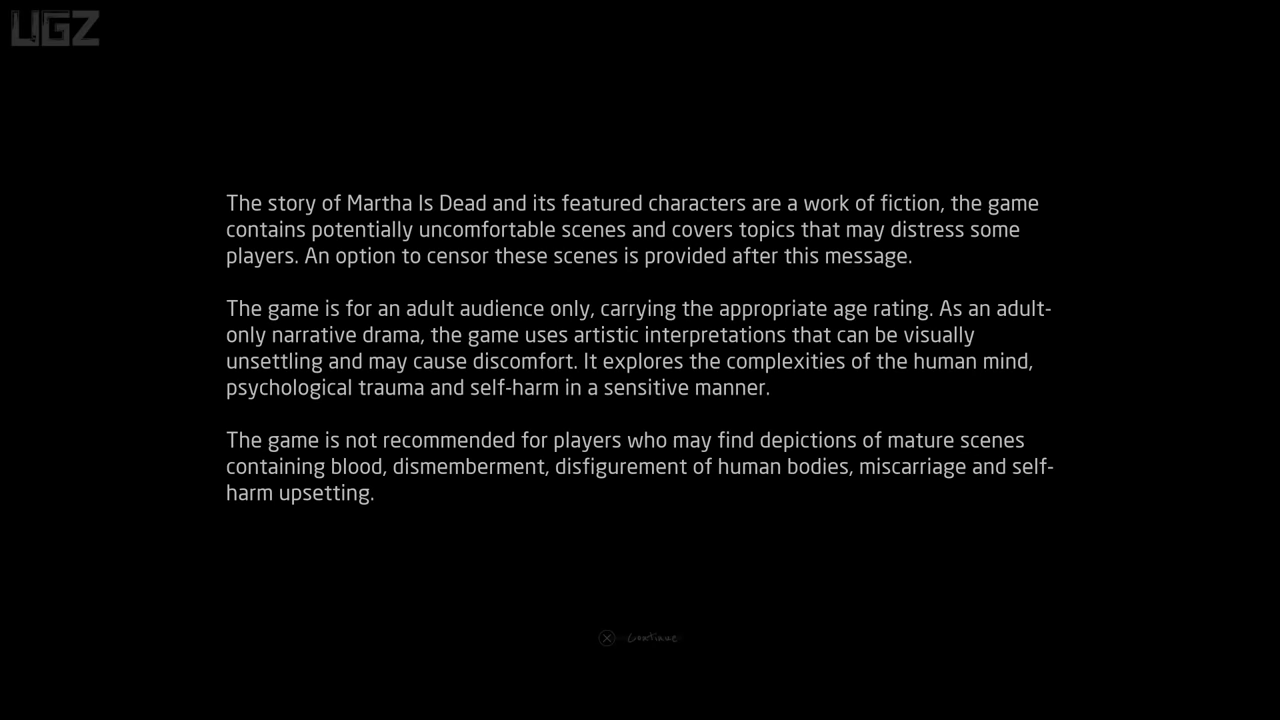 UGZ
The story of Martha Is Dead and its featured characters are a work of fiction, the game
contains potentially uncomfortable scenes and covers topics that may distress some
players. An option to censor these scenes is provided after this message.
The game is for an adult audience only, carrying the appropriate age rating. As an adult-
only narrative drama, the game uses artistic interpretations that can be visually
unsettling and may cause discomfort. It explores the complexities of the human mind,
psychological trauma and self-harm in a sensitive manner.
The game is not recommended for players who may find depictions of mature scenes
containing blood, dismemberment, disfigurement of human bodies, miscarriage and self-
harm upsetting.
Continue